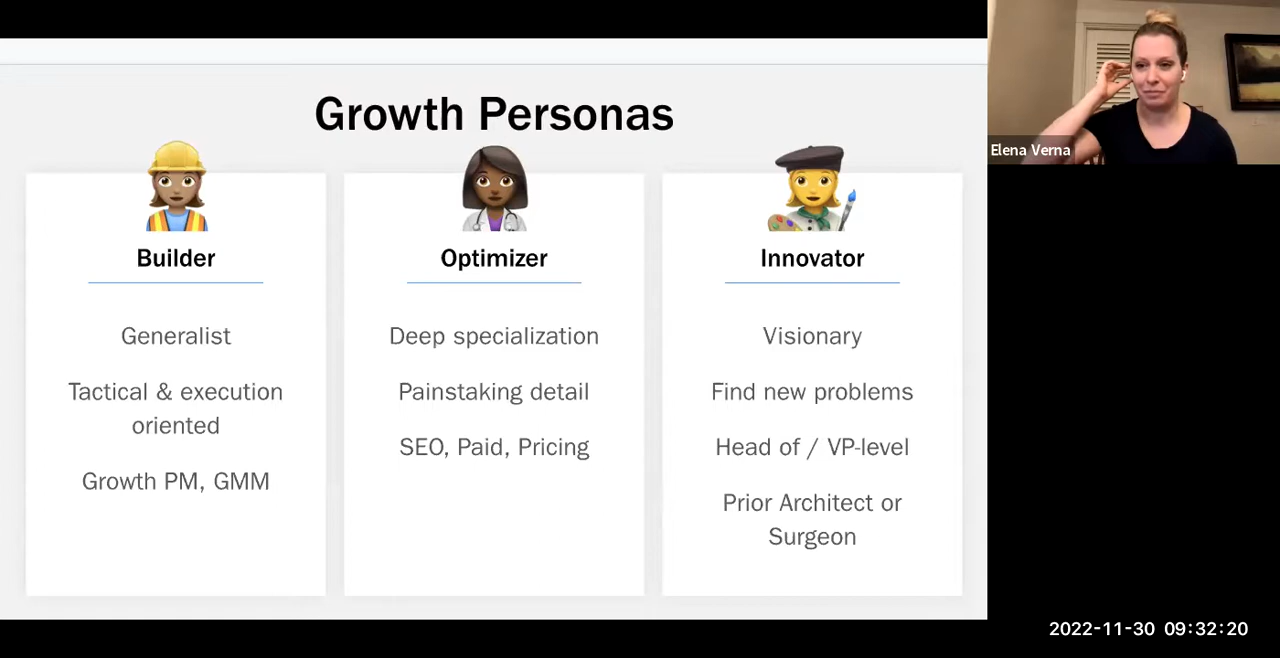 Growth Personas
Builder
Generalist
Tactical & execution
oriented
Growth PM, GMM
Optimizer
Deep specialization
Painstaking detail
SEO, Paid, Pricing
Innovator
Visionary
Find new problems
Head of / VP-level
Prior Architect or
Surgeon
Elena Verna
2022-11-30 09:32:20